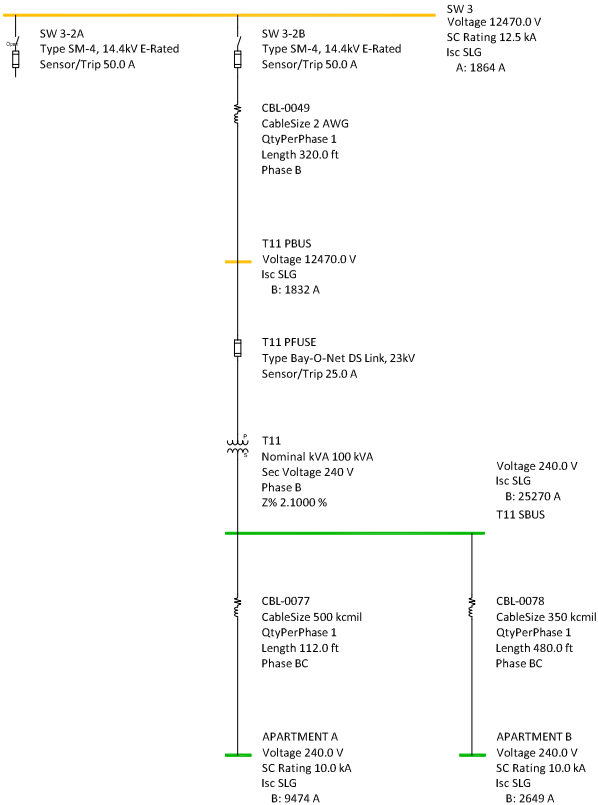 SW 3
Voltage 12470.0 V
SC Rating 12.5 kA
Isc SLG
A: 1864 A
SW 3-2A
Type SM-4, 14.4kV E-Rated
Sensor/Trip 50.0 A
SW 3-2B
Type SM-4, 14.4kV E-Rated
Sensor/Trip 50.0 A
CBL-0049
CableSize 2 AWG
QtyPerPhase 1
Length 320.0 ft
Phase B
T11 PBUS
Voltage 12470.0 V
Isc SLG
B: 1832 A
T11 PFUSE
Type Bay-O-Net DS Link, 23kV
Sensor/Trip 25.0 A
P
S
T11
Nominal kVA 100 kVA
Sec Voltage 240 V
Phase B
Z% 2.1000 %
Voltage 240.0 V
Isc SLG
B: 25270 A
T11 SBUS
CBL-0077
CableSize 500 kcmil
QtyPerPhase 1
Length 112.0 ft
Phase BC
CBL-0078
CableSize 350 kcmil
QtyPerPhase 1
Length 480.0 ft
Phase BC
APARTMENT A
Voltage 240.0 V
SC Rating 10.0 kA
Isc SLG
B: 9474 A
APARTMENT B
Voltage 240.0 V
SC Rating 10.0 kA
Isc SLG
B: 2649 A